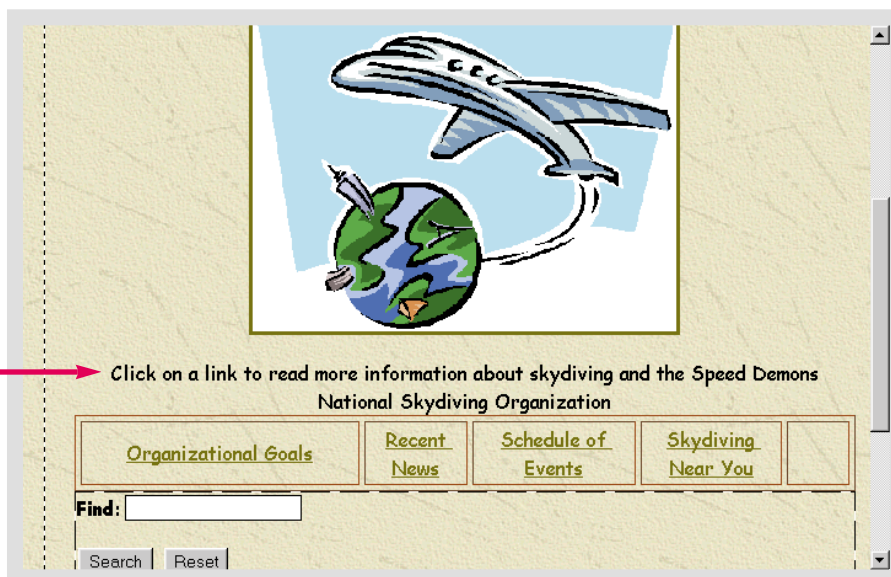 Click on a link to read more information about skydiving and the Speed Demons
National Skydiving Organization
Organizational Goals
Recent
News
Schedule of
Events
Skydiving
Near You
Find:
Search
Reset